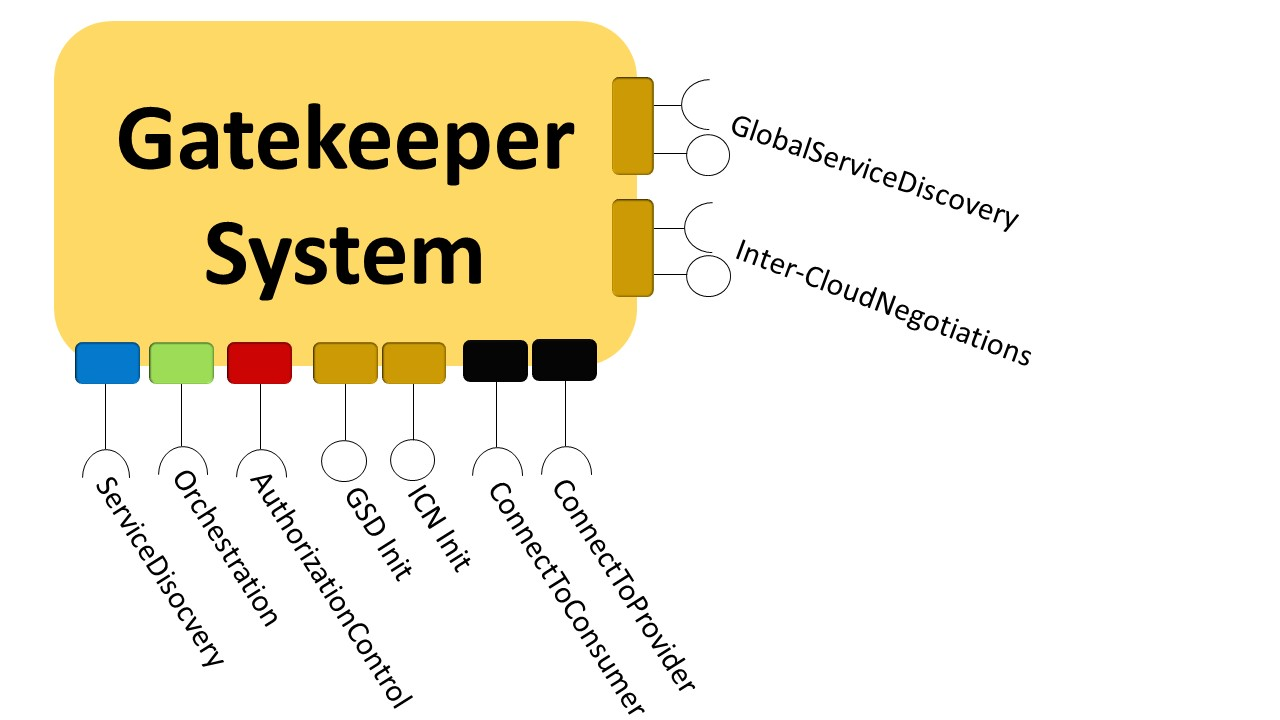 Gatekeeper
System
GlobalServiceDiscovery
Inter-CloudNegotiations
ServiceDisocvery
Orchestration
AuthorizationControl
GSD Init
ICN Init
ConnectToConsumer
ConnectToProvider